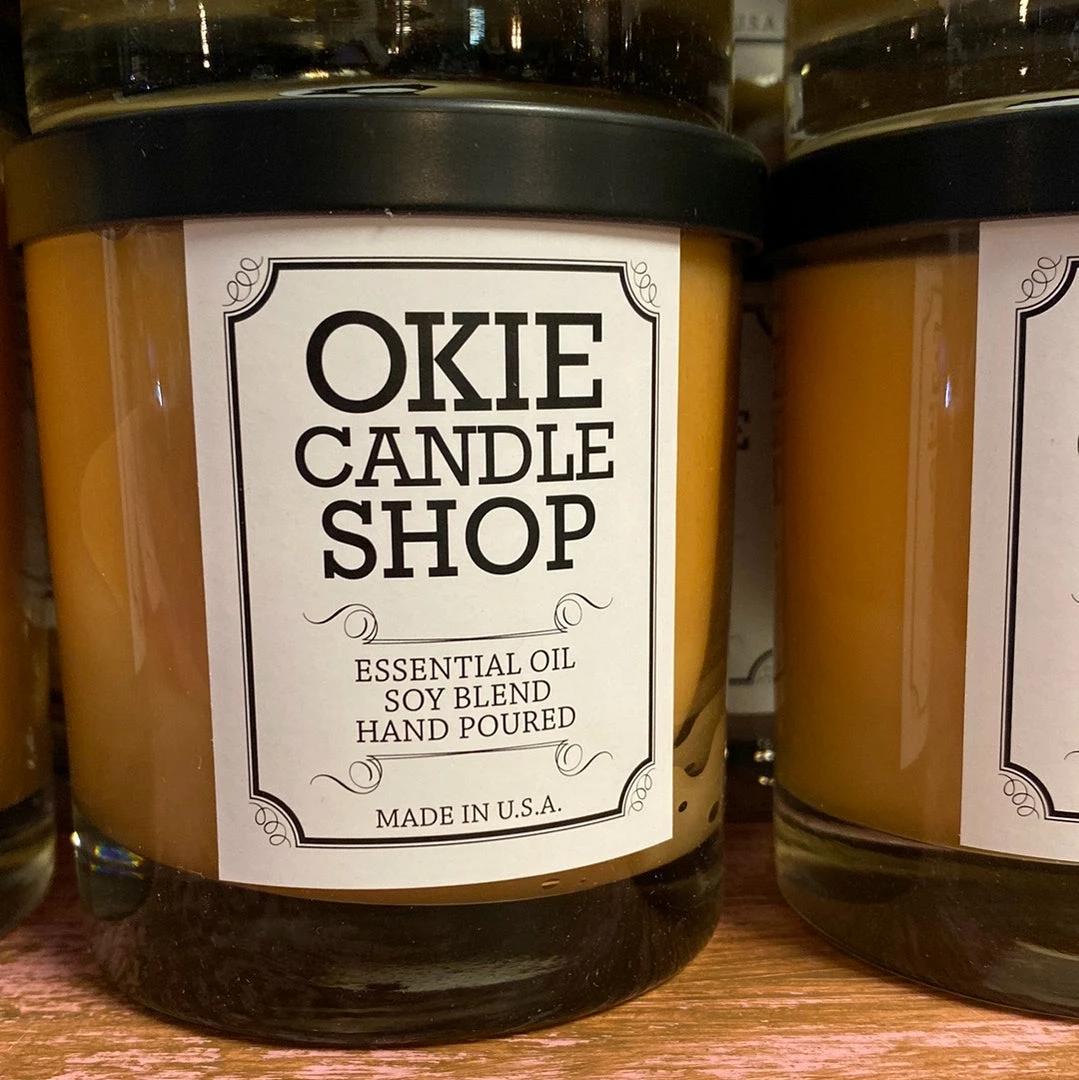 OKIE
CANDLE
SHOP
ESSENTIAL OIL
SOY BLEND
HAND POURED
MADE IN U.S.A.